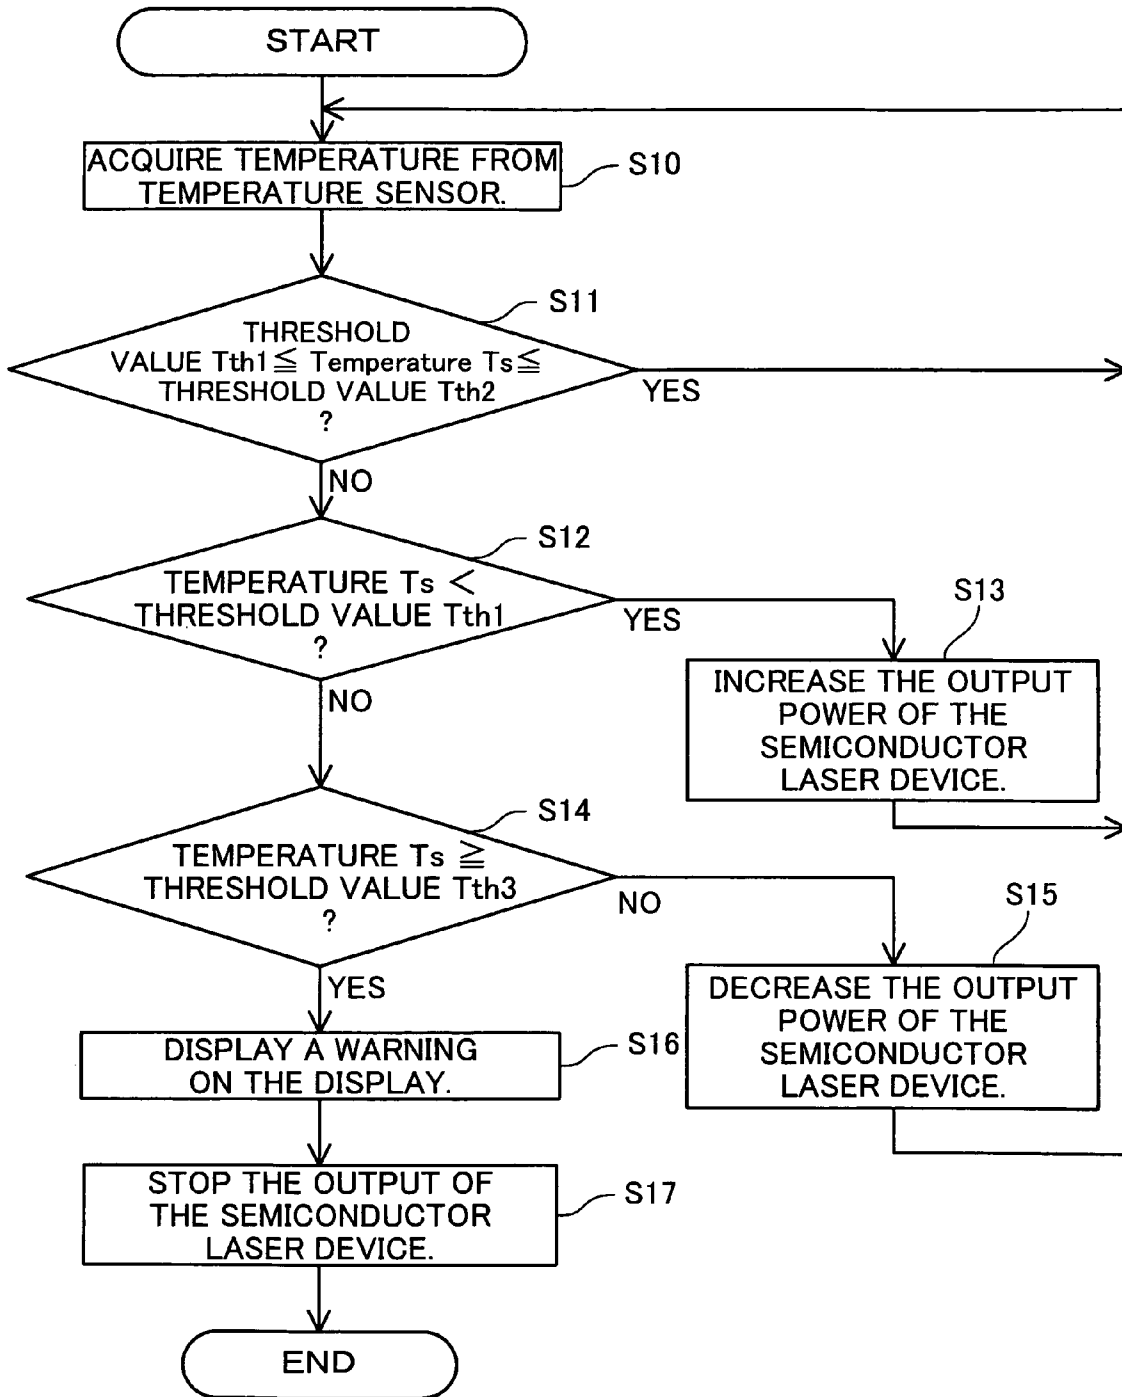 START
ACQUIRE TEMPERATURE FROM
TEMPERATURE SENSOR.
S10
S11
THRESHOLD
VALUE Tth1≦ Temperature Ts≦
THRESHOLD VALUE Tth2
?
YES
NO
S12
TEMPERATURE Ts <
THRESHOLD VALUE Tth1
?
YES
NO
S13
INCREASE THE OUTPUT
POWER OF THE
SEMICONDUCTOR
LASER DEVICE.
S14
TEMPERATURE Ts ≧
THRESHOLD VALUE Tth3
?
NO
YES
S15
DECREASE THE OUTPUT
POWER OF THE
SEMICONDUCTOR
LASER DEVICE.
DISPLAY A WARNING
ON THE DISPLAY.
S16
STOP THE OUTPUT OF
THE SEMICONDUCTOR
LASER DEVICE.
S17
END